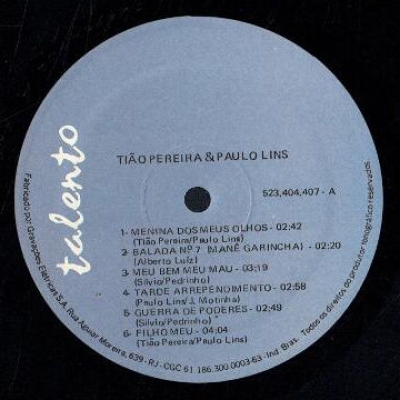 talento
TIÃO PEREIRA & PAULO LINS
523,404,407 - A
1- MENINA DOS MEUS OLHOS - 02:42
(Tião Pereira/Paulo Lins)
2- BALADA Nº 7 (MANÉ GARINCHA) - 02:20
(Alberto Luíz)
3- MEU BEM MEU MAU - 03:19
(Silvio/Pedrinho)
4- TARDE ARREPENDIMENTO - 02:58
(Paulo Lins/J. Motinha)
5- GUERRA DE PODERES - 02:49
(Silvio/Pedrinho)
6- FILHO MEU - 04:04
(Tião Pereira/Paulo Lins)
Fabricado por Gravações Elétricas S.A. Rua Aguiar Moreira, 639 - RJ - CGC 61.186.300.0003-63 - Ind. Bras. Todos os direitos do produtor fonográfico reservados.